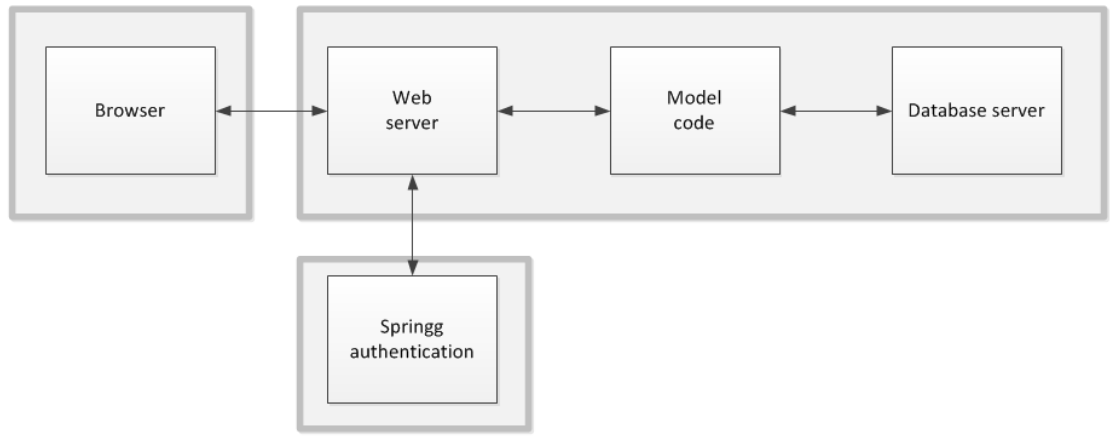 Browser
Web
server
Model
code
Database server
Springg
authentication